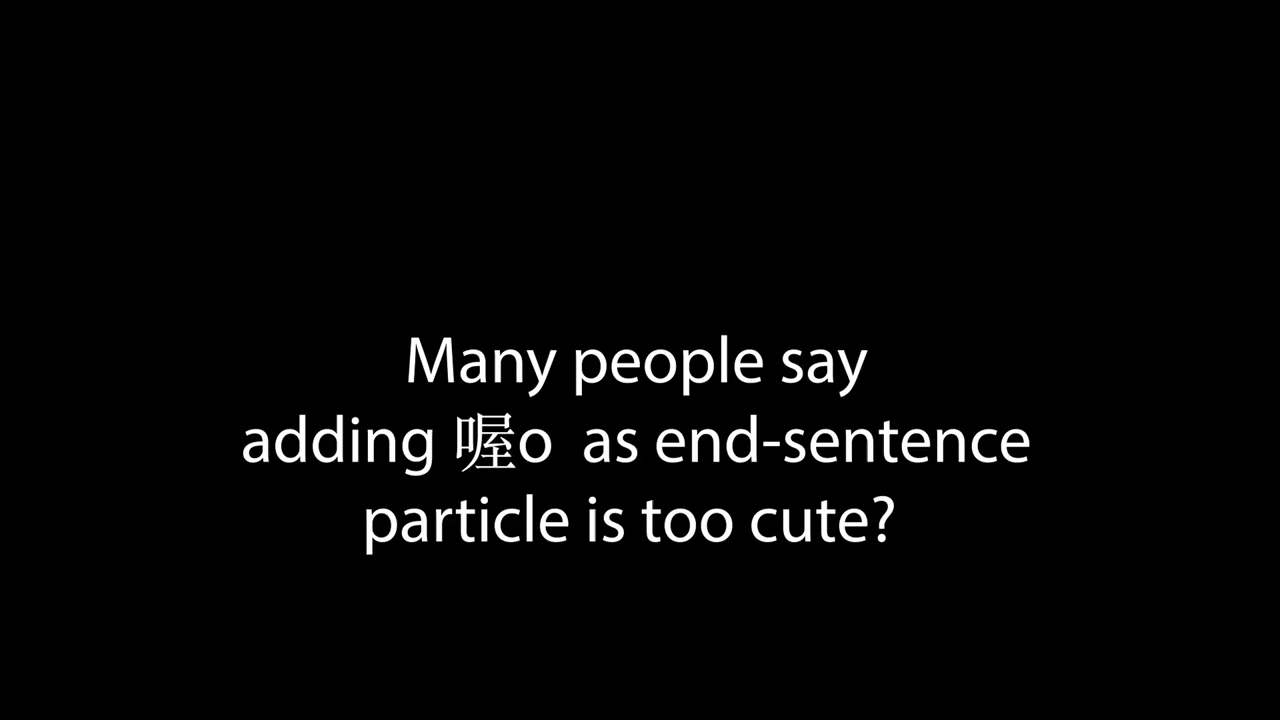 Many people say
adding 喔o  as end-sentence
particle is too cute?